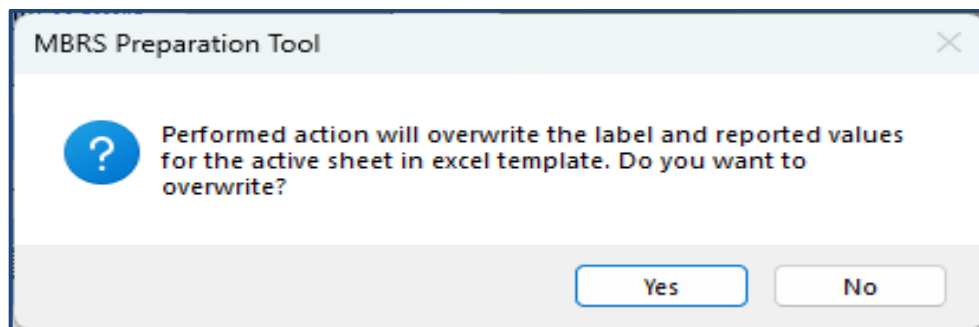 MBRS Preparation Tool
Performed action will overwrite the label and reported values
for the active sheet in excel template. Do you want to
overwrite?
Yes
No